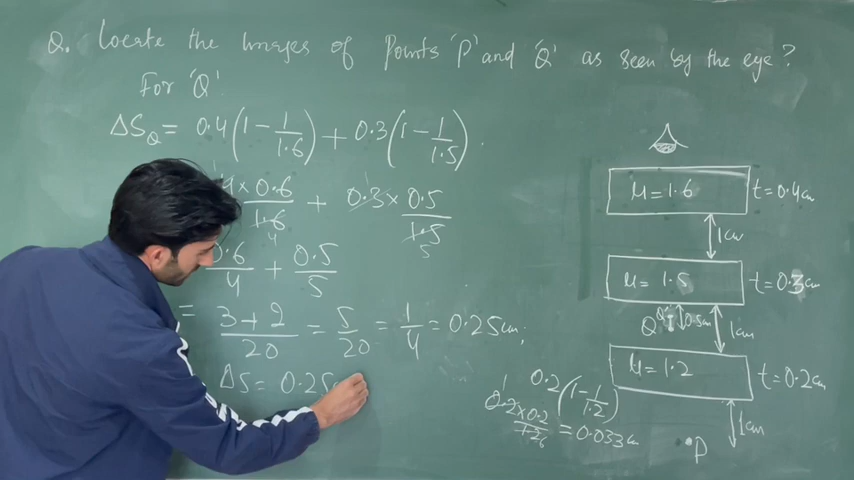 Q. Locate the Images of Points 'P' and 'Q' as seen by the eye?
For 'Q'
ΔS_Q = 0.4(1 - 1/1.6) + 0.3(1 - 1/1.5).
× 0.6/1.6 + 0.3 × 0.5/1.5
4 5
0.6/4 + 0.5/5
= 3+2/20 = 5/20 = 1/4 = 0.25cm;
ΔS = 0.25
0.2(1 - 1/1.2)
1
0.2×0.2/1.2 6 = 0.033cm
μ = 1.6 t = 0.4cm
1cm
μ = 1.5 t = 0.3cm
Q 0.5cm 1cm
μ = 1.2 t = 0.2cm
1cm
P